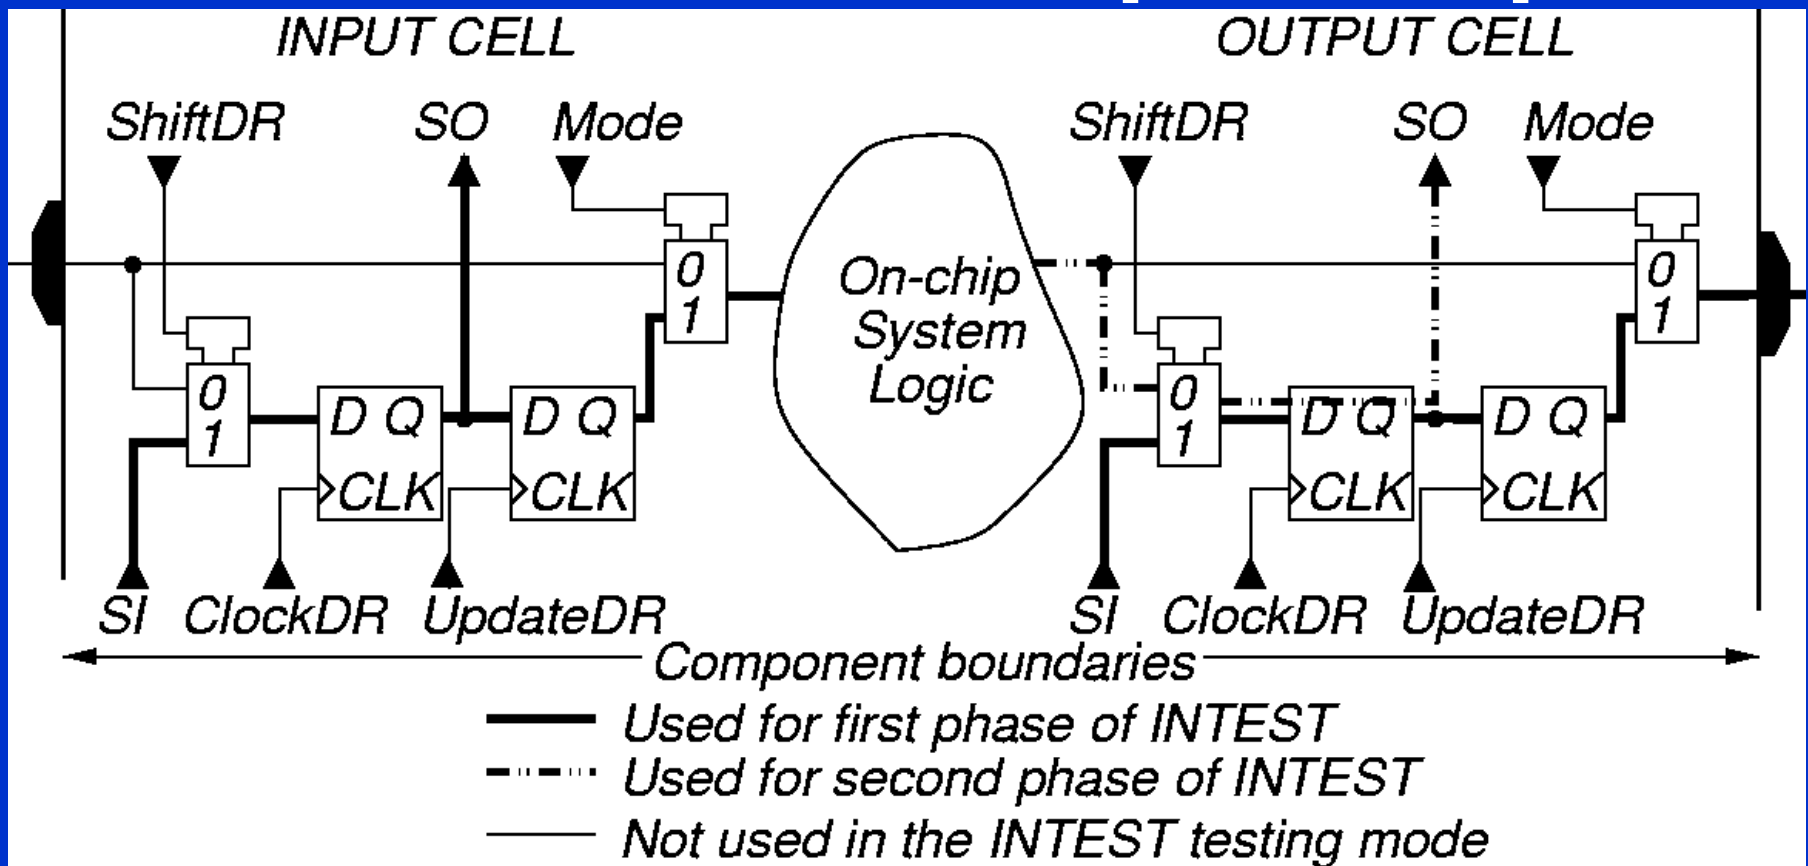 INPUT CELL
OUTPUT CELL
ShiftDR
SO
Mode
ShiftDR
SO
Mode
0
1
On-chip
System
Logic
0
1
0
1
D Q
CLK
D Q
CLK
0
1
D Q
CLK
D Q
CLK
SI
ClockDR
UpdateDR
SI
ClockDR
UpdateDR
Component boundaries
Used for first phase of INTEST
Used for second phase of INTEST
Not used in the INTEST testing mode